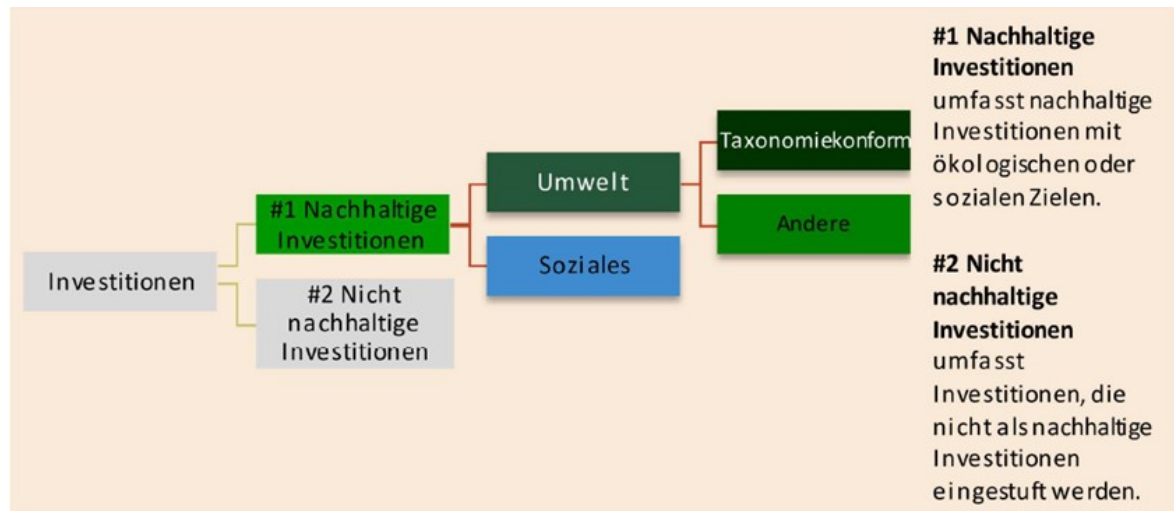 Investitionen
#1 Nachhaltige
Investitionen
#2 Nicht
nachhaltige
Investitionen
Umwelt
Soziales
Taxonomiekonform
Andere
#1 Nachhaltige
Investitionen
umfasst nachhaltige
Investitionen mit
ökologischen oder
sozialen Zielen.
#2 Nicht
nachhaltige
Investitionen
umfasst
Investitionen, die
nicht als nachhaltige
Investitionen
eingestuft werden.